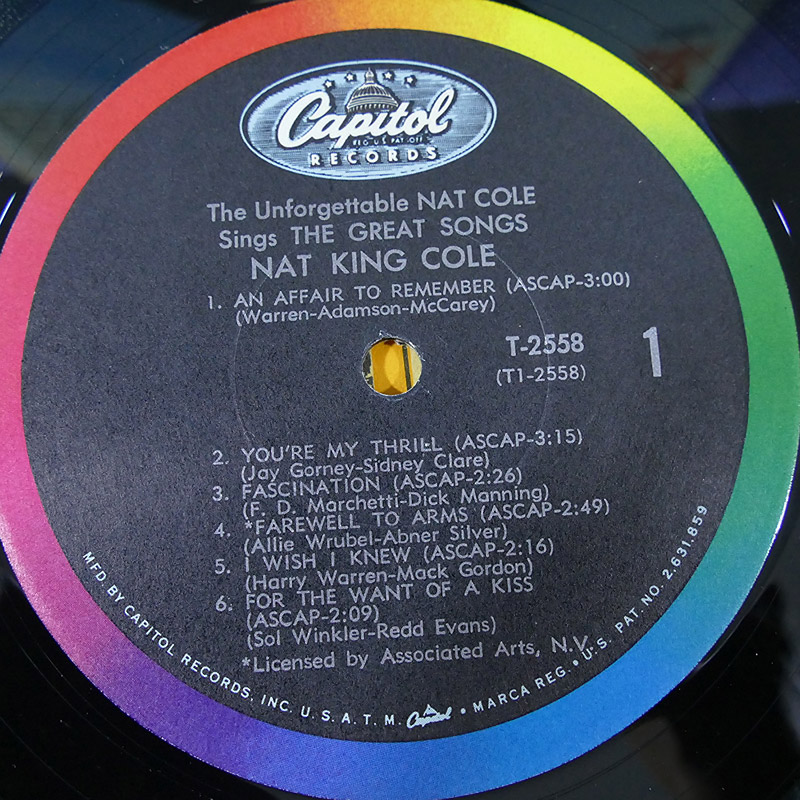 Capitol
REG. U.S. PAT. OFF.
RECORDS
The Unforgettable NAT COLE
Sings THE GREAT SONGS
NAT KING COLE
1. AN AFFAIR TO REMEMBER (ASCAP-3:00)
(Warren-Adamson-McCarey)
T-2558
(T1-2558)
1
2. YOU'RE MY THRILL (ASCAP-3:15)
(Jay Gorney-Sidney Clare)
3. FASCINATION (ASCAP-2:26)
(F. D. Marchetti-Dick Manning)
4. *FAREWELL TO ARMS (ASCAP-2:49)
(Allie Wrubel-Abner Silver)
5. I WISH I KNEW (ASCAP-2:16)
(Harry Warren-Mack Gordon)
6. FOR THE WANT OF A KISS
(ASCAP-2:09)
(Sol Winkler-Redd Evans)
*Licensed by Associated Arts, N.V.
MFD BY CAPITOL RECORDS, INC. U.S.A. T.M. Capitol • MARCA REG. • U.S. PAT. NO. 2,631,859